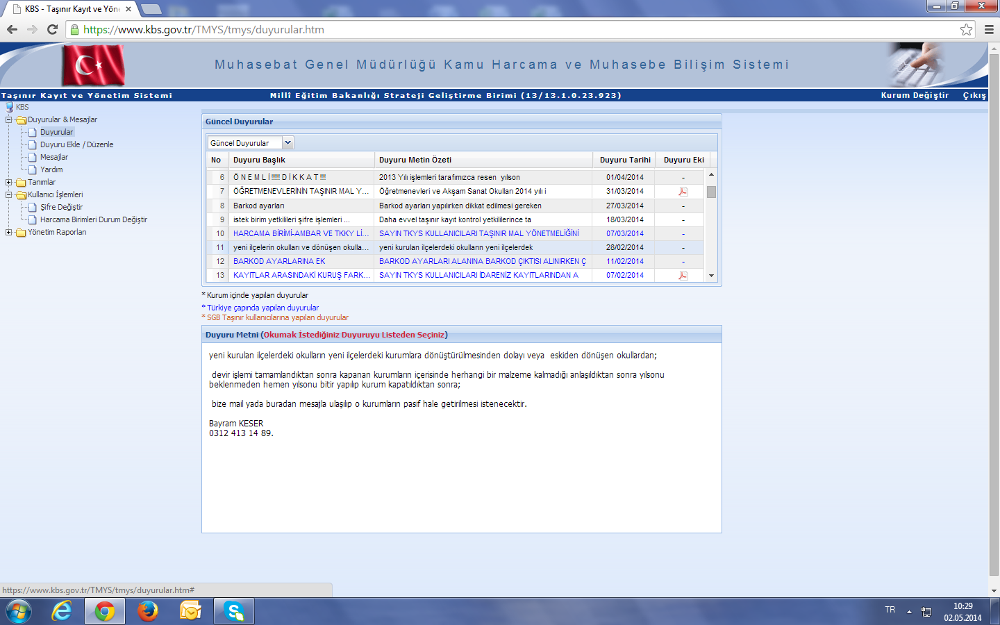 KBS - Taşınır Kayıt ve Yön
https://www.kbs.gov.tr/TMYS/tmys/duyurular.htm
Muhasebat Genel Müdürlüğü Kamu Harcama ve Muhasebe Bilişim Sistemi
Taşınır Kayıt ve Yönetim Sistemi Millî Eğitim Bakanlığı Strateji Geliştirme Birimi (13/13.1.0.23.923) Kurum Değiştir Çıkış
KBS
Duyurular & Mesajlar
Duyurular
Duyuru Ekle / Düzenle
Mesajlar
Yardım
Tanımlar
Kullanıcı İşlemleri
Şifre Değiştir
Harcama Birimleri Durum Değiştir
Yönetim Raporları
Güncel Duyurular
Güncel Duyurular
No Duyuru Başlık Duyuru Metin Özeti Duyuru Tarihi Duyuru Eki
6 Ö N E M L İ !!!!!!! D İ K K A T !!!! 2013 Yılı işlemleri tarafımızca resen yılson 01/04/2014 -
7 ÖĞRETMENEVLERİNİN TAŞINIR MAL Y... Öğretmenevleri ve Akşam Sanat Okulları 2014 yılı i 31/03/2014
8 Barkod ayarları Barkod ayarları yapılırken dikkat edilmesi gereken 27/03/2014 -
9 istek birim yetkilileri şifre işlemleri ... Daha evvel taşınır kayıt kontrol yetkililerince ta 18/03/2014 -
10 HARCAMA BİRİMİ-AMBAR VE TKKY Lİ... SAYIN TKYS KULLANICILARI TAŞINIR MAL YÖNETMELİĞİNİ 07/03/2014 -
11 yeni ilçelerin okulları ve dönüşen okulla... yeni kurulan ilçelerdeki okulların yeni ilçelerdek 28/02/2014 -
12 BARKOD AYARLARINA EK BARKOD AYARLARI ALANINA BARKOD ÇIKTISI ALINIRKEN Ç 11/02/2014 -
13 KAYITLAR ARASINDAKİ KURUŞ FARK... SAYIN TKYS KULLANICILARI İDARENİZ KAYITLARINDAN A 07/02/2014
* Kurum içinde yapılan duyurular
* Türkiye çapında yapılan duyurular
* SGB Taşınır kullanıcılarına yapılan duyurular
Duyuru Metni (Okumak İstediğiniz Duyuruyu Listeden Seçiniz)
yeni kurulan ilçelerdeki okulların yeni ilçelerdeki kurumlara dönüştürülmesinden dolayı veya eskiden dönüşen okullardan;
devir işlemi tamamlandıktan sonra kapanan kurumların içerisinde herhangi bir malzeme kalmadığı anlaşıldıktan sonra yılsonu
beklenmeden hemen yılsonu bitir yapılıp kurum kapatıldıktan sonra;
bize mail yada buradan mesajla ulaşılıp o kurumların pasif hale getirilmesi istenecektir.
Bayram KESER
0312 413 14 89.
https://www.kbs.gov.tr/TMYS/tmys/duyurular.htm#
TR 10:29
02.05.2014